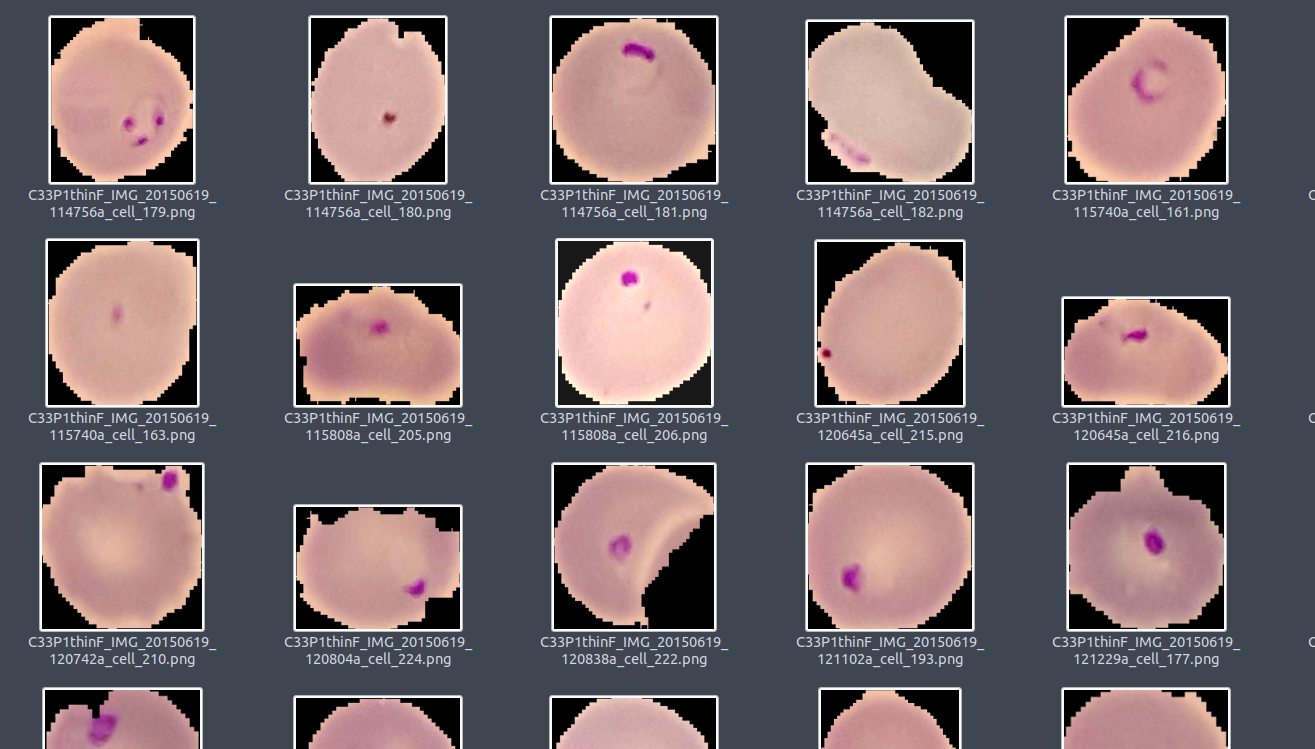 C33P1thinF_IMG_20150619_
114756a_cell_179.png
C33P1thinF_IMG_20150619_
114756a_cell_180.png
C33P1thinF_IMG_20150619_
114756a_cell_181.png
C33P1thinF_IMG_20150619_
114756a_cell_182.png
C33P1thinF_IMG_20150619_
115740a_cell_161.png
C33P1thinF_IMG_20150619_
115740a_cell_163.png
C33P1thinF_IMG_20150619_
115808a_cell_205.png
C33P1thinF_IMG_20150619_
115808a_cell_206.png
C33P1thinF_IMG_20150619_
120645a_cell_215.png
C33P1thinF_IMG_20150619_
120645a_cell_216.png
C33P1thinF_IMG_20150619_
120742a_cell_210.png
C33P1thinF_IMG_20150619_
120804a_cell_224.png
C33P1thinF_IMG_20150619_
120838a_cell_222.png
C33P1thinF_IMG_20150619_
121102a_cell_193.png
C33P1thinF_IMG_20150619_
121229a_cell_177.png